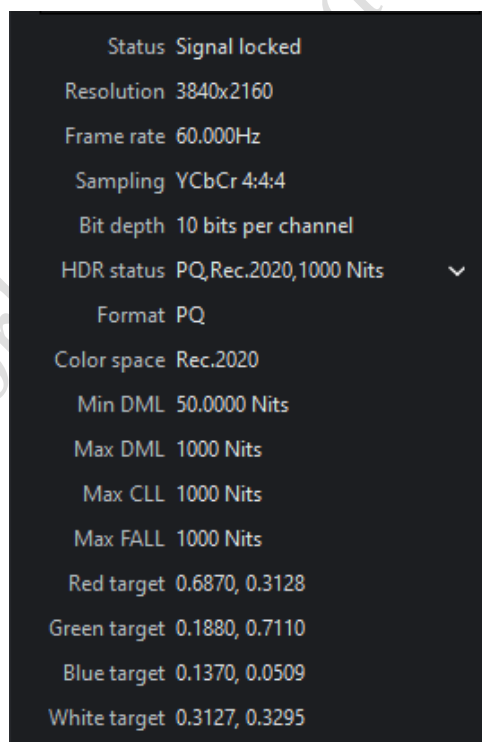 Status Signal locked
Resolution 3840x2160
Frame rate 60.000Hz
Sampling YCbCr 4:4:4
Bit depth 10 bits per channel
HDR status PQ,Rec.2020,1000 Nits
Format PQ
Color space Rec.2020
Min DML 50.0000 Nits
Max DML 1000 Nits
Max CLL 1000 Nits
Max FALL 1000 Nits
Red target 0.6870, 0.3128
Green target 0.1880, 0.7110
Blue target 0.1370, 0.0509
White target 0.3127, 0.3295